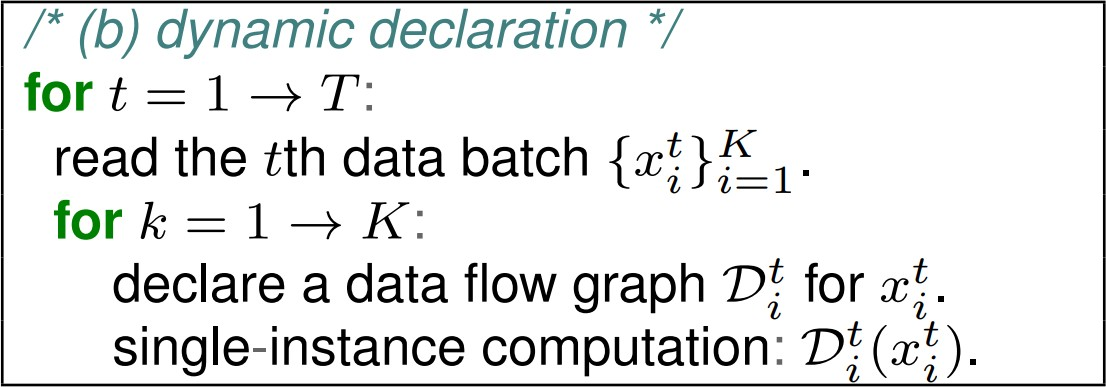 /* (b) dynamic declaration */
for t = 1 → T:
read the tth data batch {x_i^t}_{i=1}^K.
for k = 1 → K:
declare a data flow graph 𝒟_i^t for x_i^t.
single-instance computation: 𝒟_i^t(x_i^t).